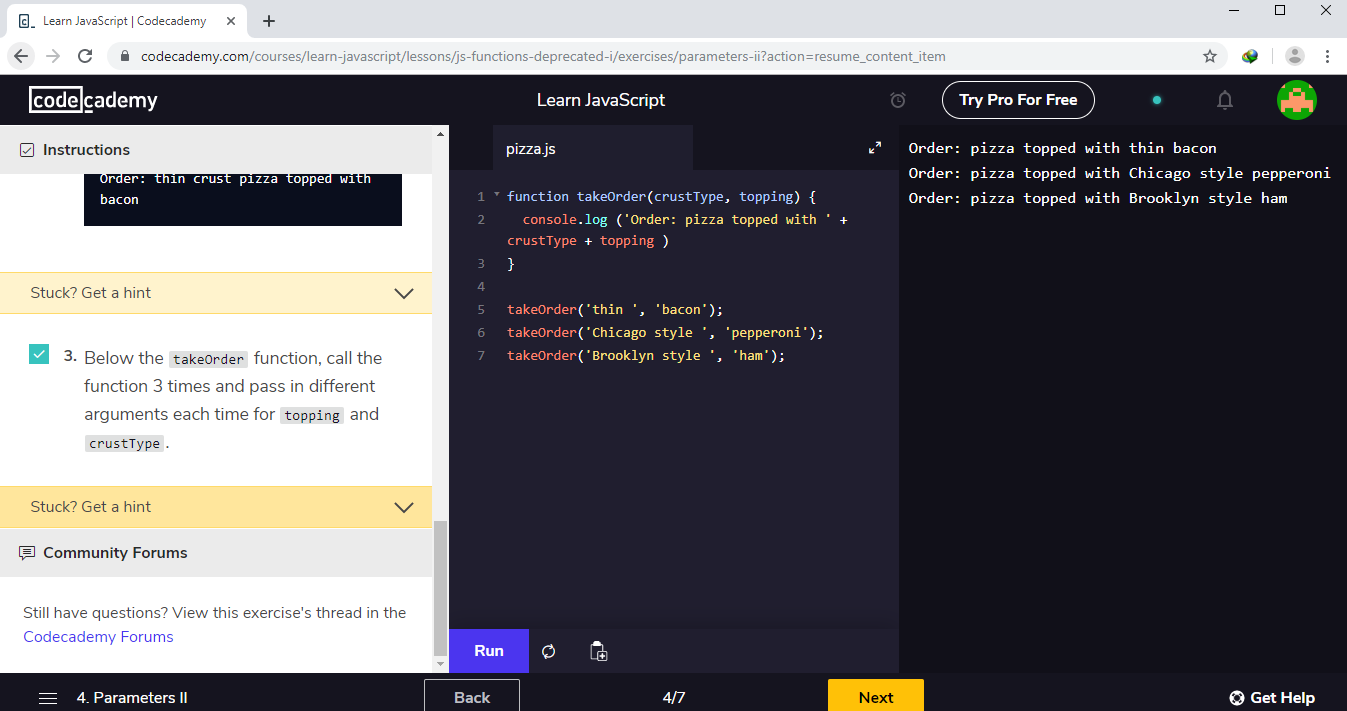 Learn JavaScript | Codecademy
codecademy.com/courses/learn-javascript/lessons/js-functions-deprecated-i/exercises/parameters-ii?action=resume_content_item
codecademy
Learn JavaScript
Try Pro For Free
Instructions
Order: thin crust pizza topped with
bacon
Stuck? Get a hint
3. Below the takeOrder function, call the
function 3 times and pass in different
arguments each time for topping and
crustType.
Stuck? Get a hint
Community Forums
Still have questions? View this exercise's thread in the
Codecademy Forums
pizza.js
1 function takeOrder(crustType, topping) {
2 console.log ('Order: pizza topped with ' +
crustType + topping )
3 }
4
5 takeOrder('thin ', 'bacon');
6 takeOrder('Chicago style ', 'pepperoni');
7 takeOrder('Brooklyn style ', 'ham');
Run
Order: pizza topped with thin bacon
Order: pizza topped with Chicago style pepperoni
Order: pizza topped with Brooklyn style ham
4. Parameters II
Back
4/7
Next
Get Help